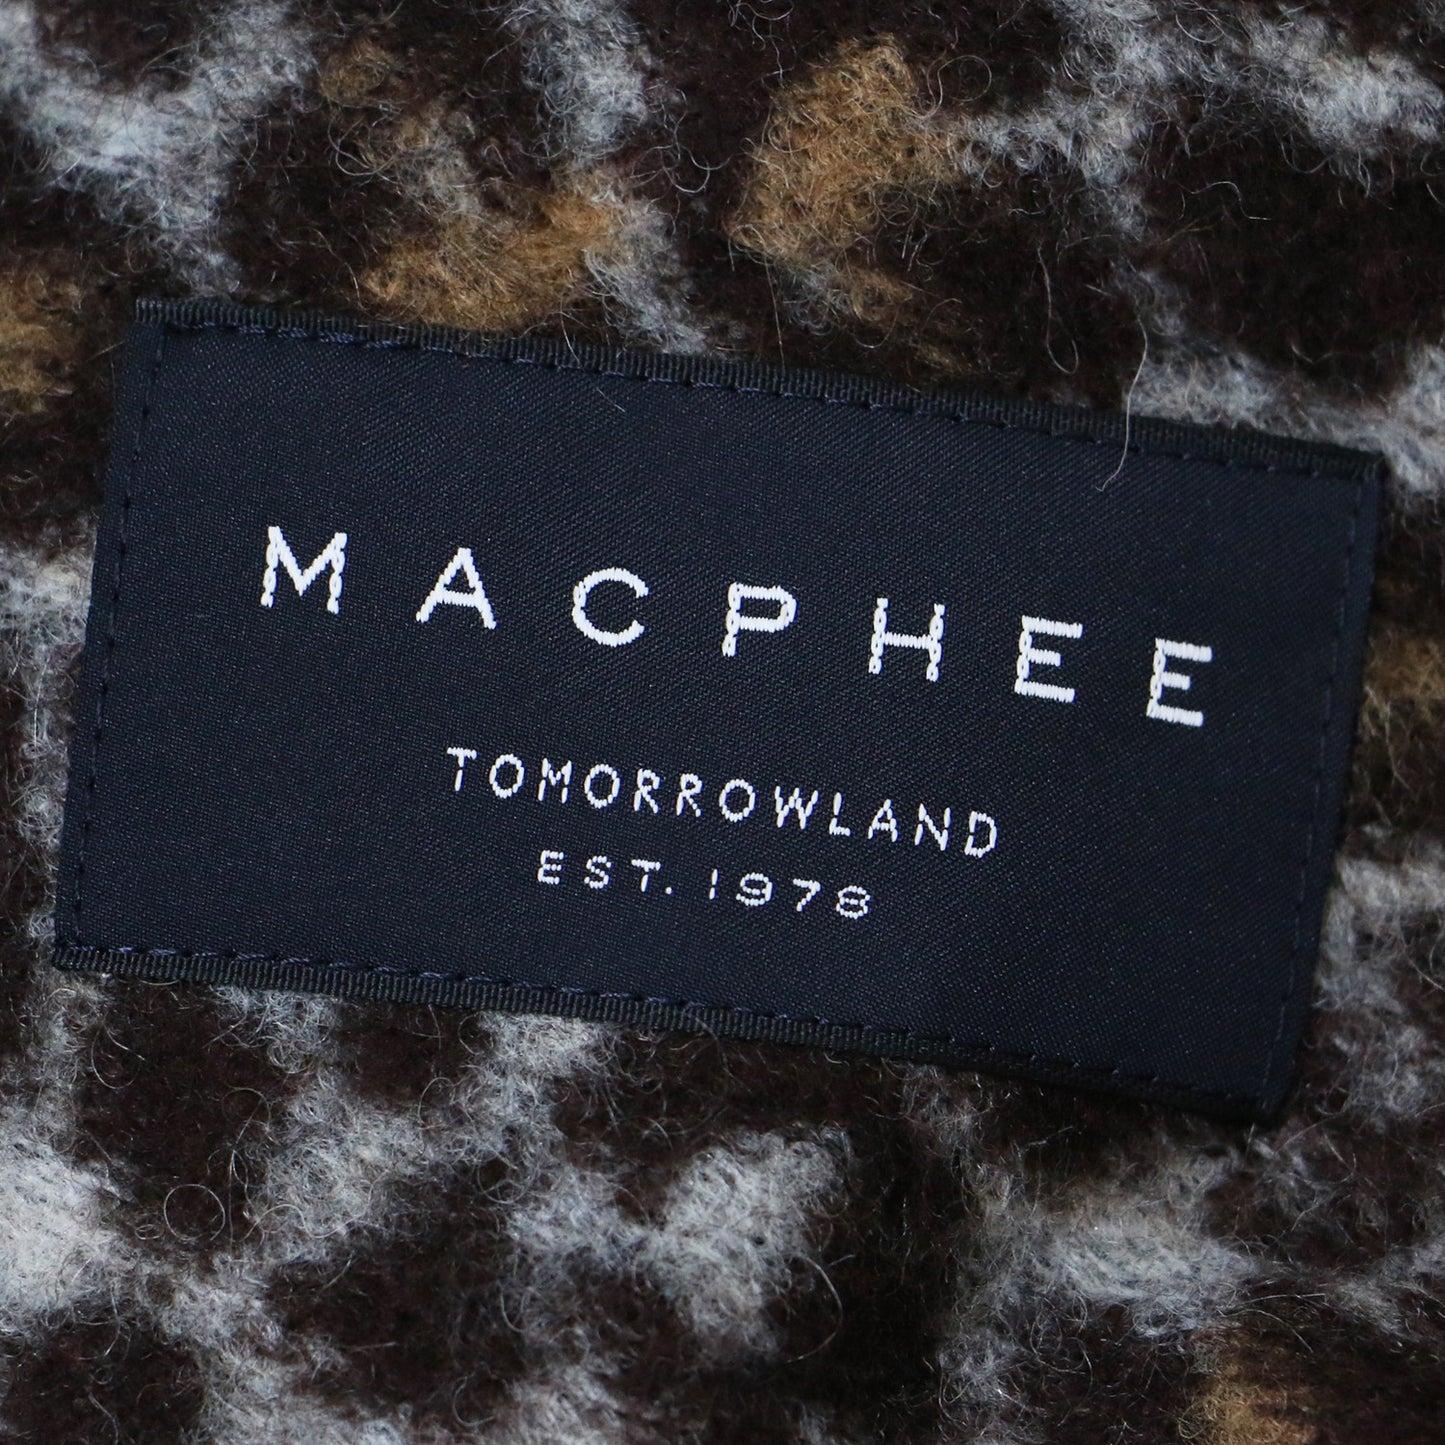 MACPHEE
TOMORROWLAND
EST. 1978